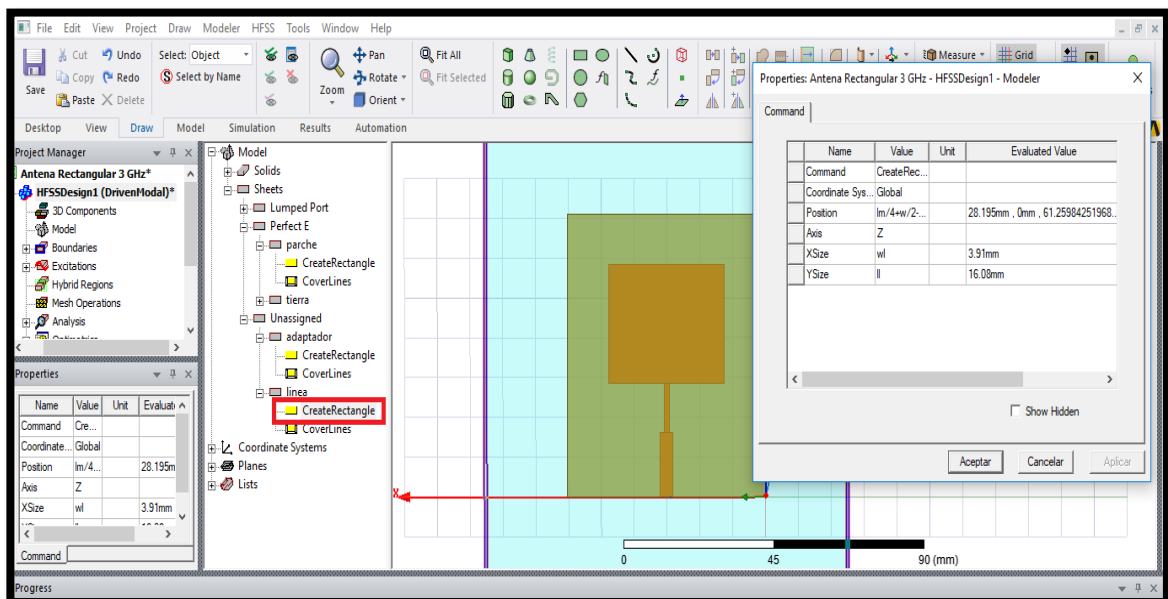 File Edit View Project Draw Modeler HFSS Tools Window Help
Save
Cut Undo Select: Object
Copy Redo Select by Name
Paste Delete
Zoom
Pan
Rotate
Orient
Fit All
Fit Selected
Measure Grid
Desktop View Draw Model Simulation Results Automation
Project Manager
Antena Rectangular 3 GHz*
HFSSDesign1 (DrivenModal)*
3D Components
Model
Boundaries
Excitations
Hybrid Regions
Mesh Operations
Analysis
Properties
Name Value Unit
Command Cre...
Coordinate... Global
Position lm/4... 28.195m
Axis Z
XSize wl 3.91mm
Command
Model
Solids
Sheets
Lumped Port
Perfect E
parche
CreateRectangle
CoverLines
tierra
Unassigned
adaptador
CreateRectangle
CoverLines
linea
CreateRectangle
CoverLines
Coordinate Systems
Planes
Lists
X
0 45 90 (mm)
Properties: Antena Rectangular 3 GHz - HFSSDesign1 - Modeler
Command
Name Value Unit Evaluated Value
Command CreateRec...
Coordinate Sys... Global
Position lm/4+w/2-... 28.195mm , 0mm , 61.25984251968...
Axis Z
XSize wl 3.91mm
YSize ll 16.08mm
Show Hidden
Aceptar Cancelar Aplicar
Progress